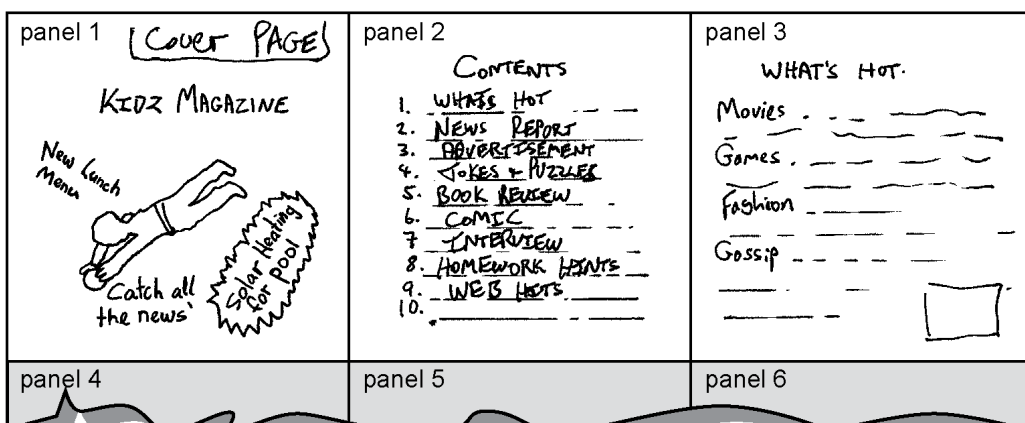 panel 1
Cover PAGE
KIDZ MAGAZINE
New Lunch
Menu
Solar Heating
for pool
Catch all
the news
panel 2
CONTENTS
1. WHATS HOT
2. NEWS REPORT
3. ADVERTISEMENT
4. JOKES + PUZZLES
5. BOOK REVIEW
6. COMIC
7 INTERVIEW
8. HOMEWORK HINTS
9. WEB HITS
10.
panel 3
WHAT'S HOT.
Movies
Games
Fashion
Gossip
panel 4
panel 5
panel 6